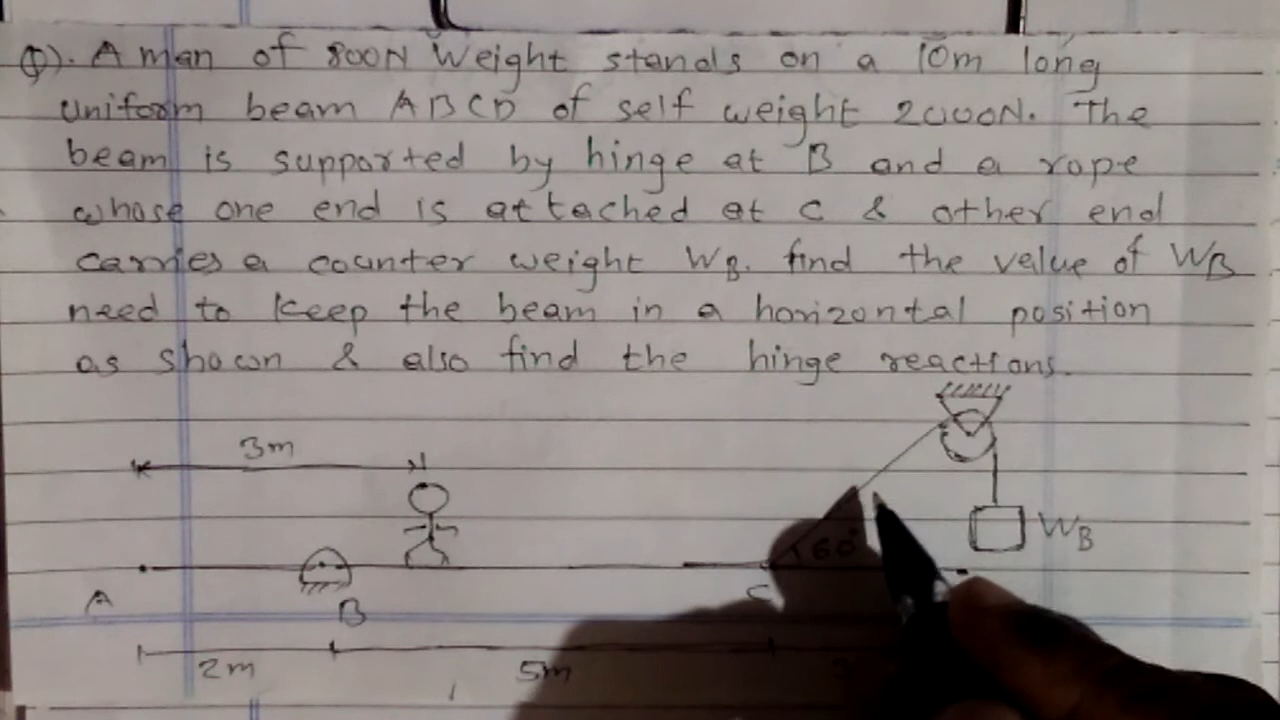 Q). A man of 800N Weight stands on a 10m long
uniform beam ABCD of self weight 2000N. The
beam is supported by hinge at B and a rope
whose one end is attached at C & other end
carries a counter weight WB. find the value of WB
need to keep the beam in a horizontal position
as shown & also find the hinge reactions.
3m
60°
WB
A
B
C
2m
5m